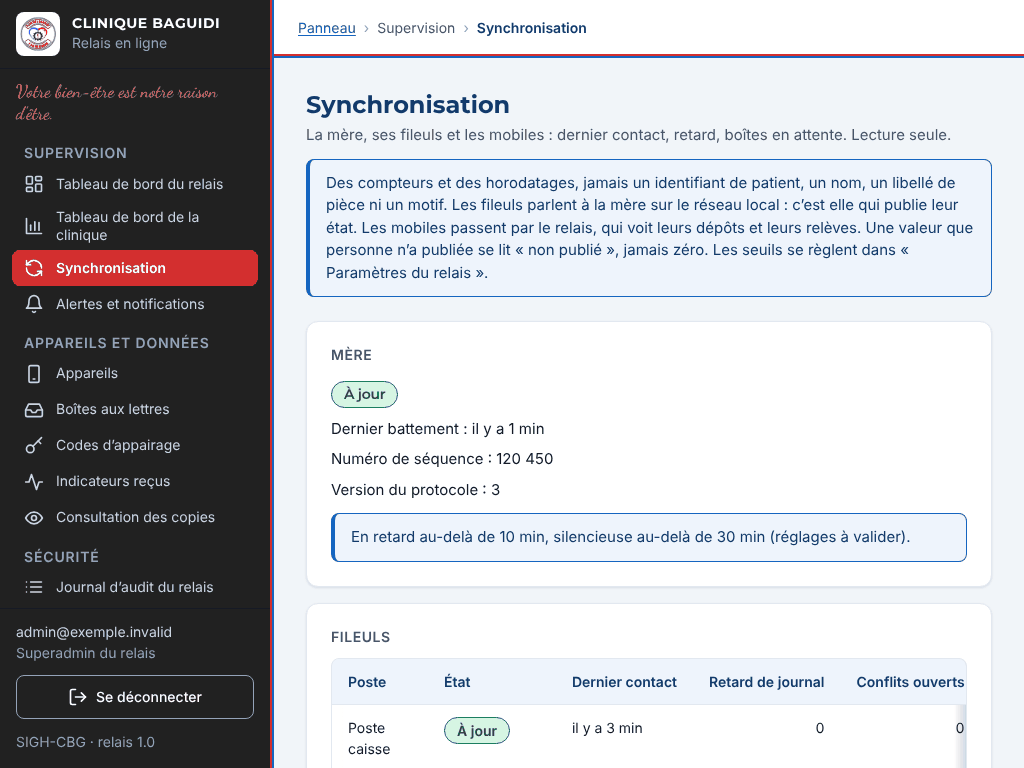 CLINIQUE BAGUIDI
Relais en ligne
Votre bien-être est notre raison
d'être.
SUPERVISION
Tableau de bord du relais
Tableau de bord de la
clinique
Synchronisation
Alertes et notifications
APPAREILS ET DONNÉES
Appareils
Boîtes aux lettres
Codes d’appairage
Indicateurs reçus
Consultation des copies
SÉCURITÉ
Journal d’audit du relais
admin@exemple.invalid
Superadmin du relais
Se déconnecter
SIGH-CBG · relais 1.0
Panneau › Supervision › Synchronisation
Synchronisation
La mère, ses fileuls et les mobiles : dernier contact, retard, boîtes en attente. Lecture seule.
Des compteurs et des horodatages, jamais un identifiant de patient, un nom, un libellé de
pièce ni un motif. Les fileuls parlent à la mère sur le réseau local : c’est elle qui publie leur
état. Les mobiles passent par le relais, qui voit leurs dépôts et leurs relèves. Une valeur que
personne n’a publiée se lit « non publié », jamais zéro. Les seuils se règlent dans «
Paramètres du relais ».
MÈRE
À jour
Dernier battement : il y a 1 min
Numéro de séquence : 120 450
Version du protocole : 3
En retard au-delà de 10 min, silencieuse au-delà de 30 min (réglages à valider).
FILEULS
Poste État Dernier contact Retard de journal Conflits ouverts
Poste À jour il y a 3 min 0 0
caisse